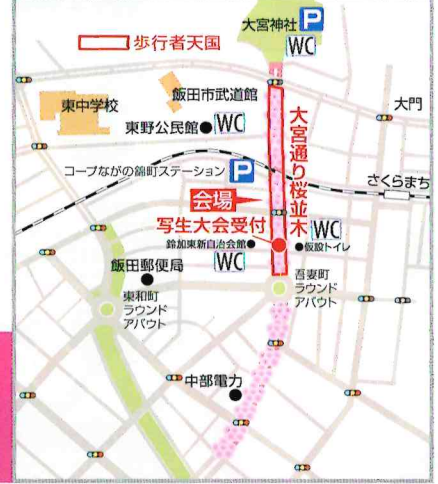 大宮神社 P
WC
歩行者天国
飯田市武道館
東中学校
東野公民館 WC
大門
大宮通り桜並木
コープながの錦町ステーション P
さくらまち
会場
写生大会受付
WC
鈴加東新自治会館
仮設トイレ
WC
飯田郵便局
吾妻町
ラウンド
アバウト
東和町
ラウンド
アバウト
中部電力